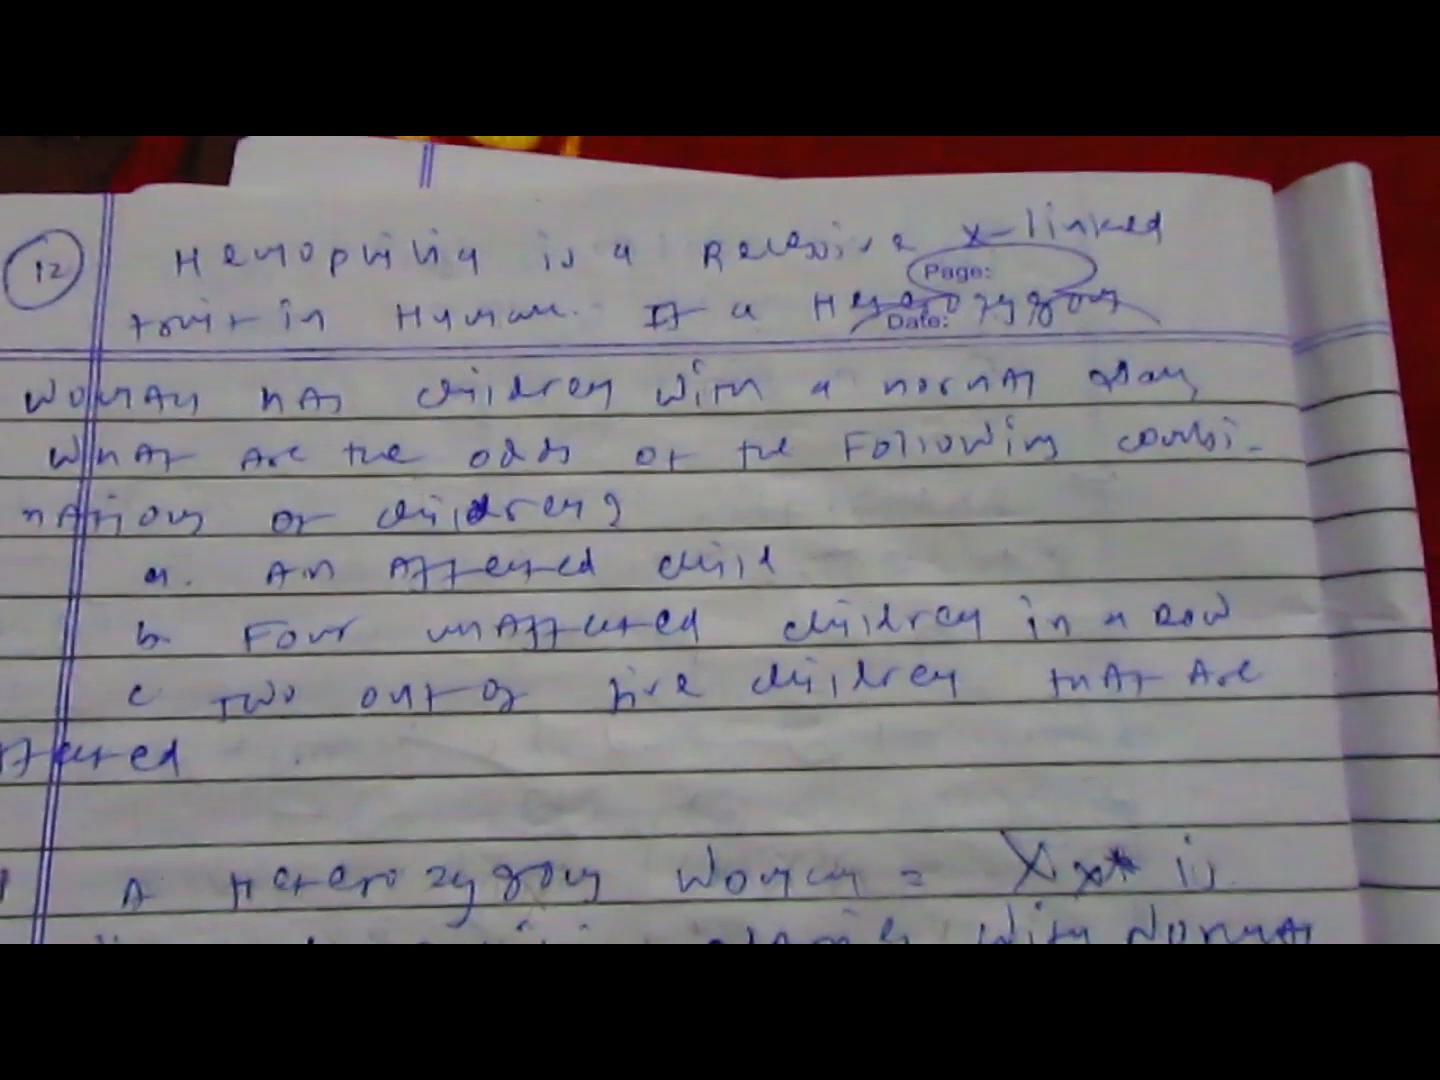 12
Hemophilia is a Recessive X-linked
Page:
trait in Human. If a Heterozygous
Date:
woman has children with a normal man,
what are the odds of the following combi-
nations of children?
a. An affected child
b. Four unaffected children in a Row
c Two out of five children that are
affected
A Heterozygous woman = Xx* is
with Normal